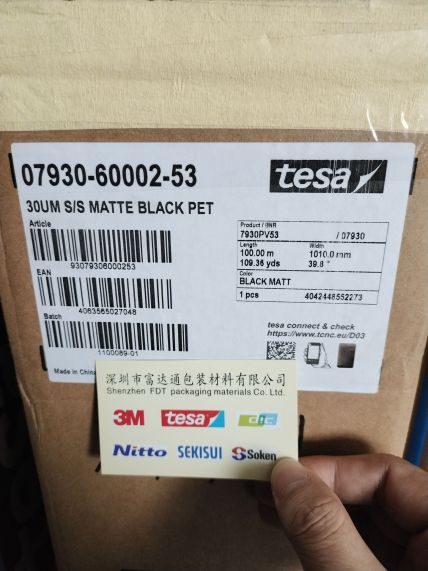 07930-60002-53
tesa
30UM S/S MATTE BLACK PET
Article
93079306000253
EAN
4063565027048
Batch
1100089-01
Made in China
Product / IBNR
7930PV53 / 07930
Length Width
100.00 m 1010.0 mm
109.36 yds 39.8 "
Color
BLACK MATT
1 pcs 4042448552273
tesa connect & check
https://www.tcnc.eu/D03
深圳市富达通包装材料有限公司
Shenzhen FDT packaging materials Co. Ltd.
3M tesa dic
Nitto SEKISUI Soken